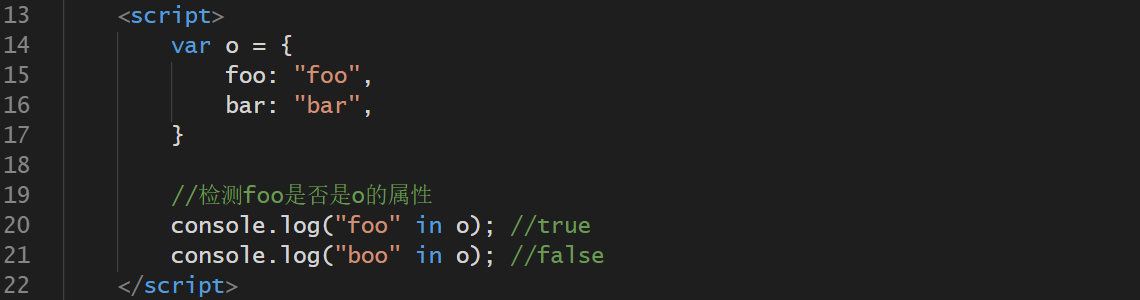 13 <script>
14 var o = {
15 foo: "foo",
16 bar: "bar",
17 }
18
19 //检测foo是否是o的属性
20 console.log("foo" in o); //true
21 console.log("boo" in o); //false
22 </script>